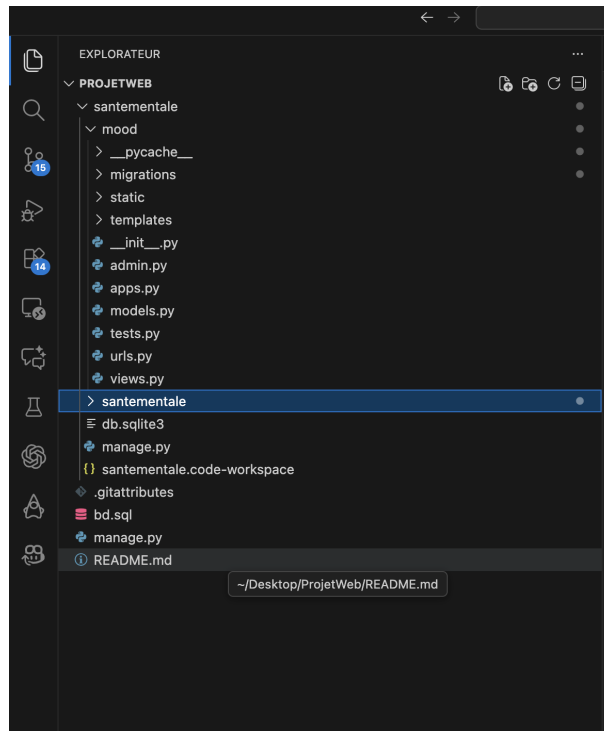 EXPLORATEUR
PROJETWEB
santementale
mood
__pycache__
migrations
static
templates
__init__.py
admin.py
apps.py
models.py
tests.py
urls.py
views.py
santementale
db.sqlite3
manage.py
{} santementale.code-workspace
.gitattributes
bd.sql
manage.py
README.md
~/Desktop/ProjetWeb/README.md
15
14